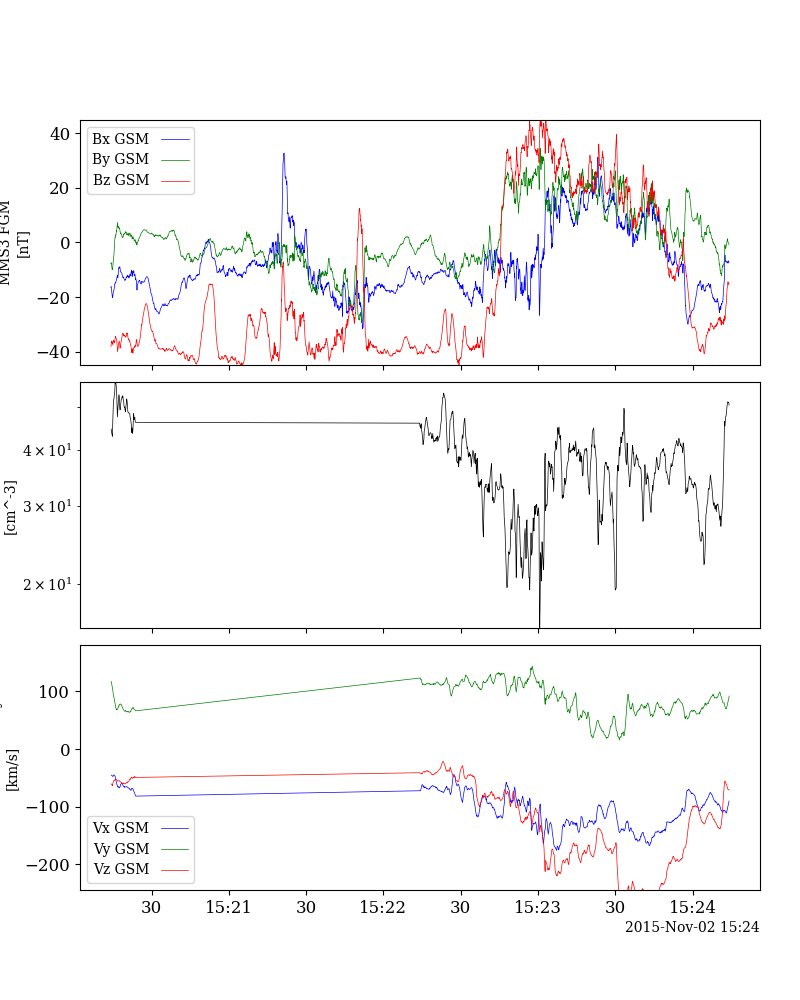 40
20
0
−20
−40
MMS3 FGM
[nT]
Bx GSM
By GSM
Bz GSM
4 × 10¹
3 × 10¹
2 × 10¹
[cm^-3]
100
0
−100
−200
[km/s]
Vx GSM
Vy GSM
Vz GSM
30 15:21 30 15:22 30 15:23 30 15:24
2015-Nov-02 15:24